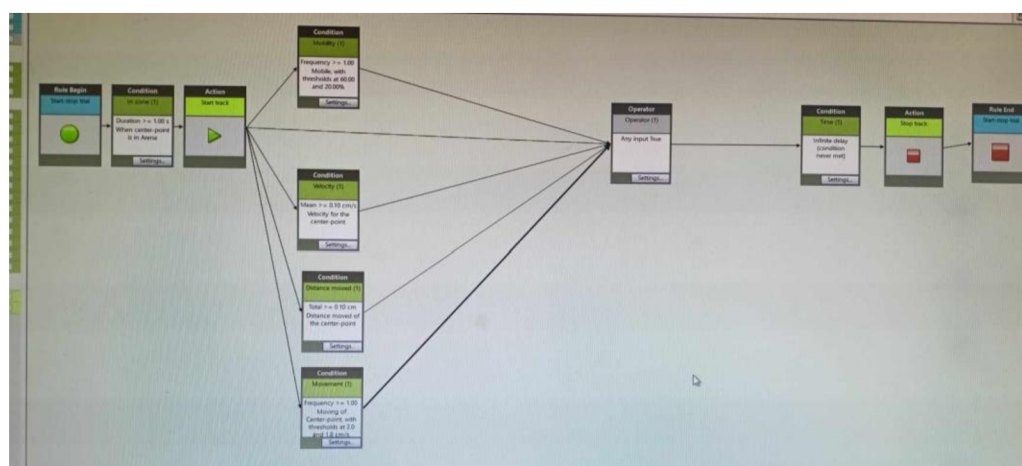 Rule Begin
Start-stop trial
Condition
In zone (1)
Duration >= 1.00 s
When center-point
is in Arena
Settings...
Action
Start track
Condition
Mobility (1)
Frequency >= 1.00
Mobile, with
thresholds at 60.00
and 20.00%
Settings...
Condition
Velocity (1)
Mean >= 0.10 cm/s
Velocity for the
center-point
Settings...
Condition
Distance moved (1)
Total >= 0.10 cm
Distance moved of
the center-point
Settings...
Condition
Movement (1)
Frequency >= 1.00
Moving of
Center-point, with
thresholds at 2.0
and 1.8 cm/s
Settings...
Operator
Operator (1)
Any input True
Settings...
Condition
Time (1)
Infinite delay
(condition
never met)
Settings...
Action
Stop track
Rule End
Start-stop trial